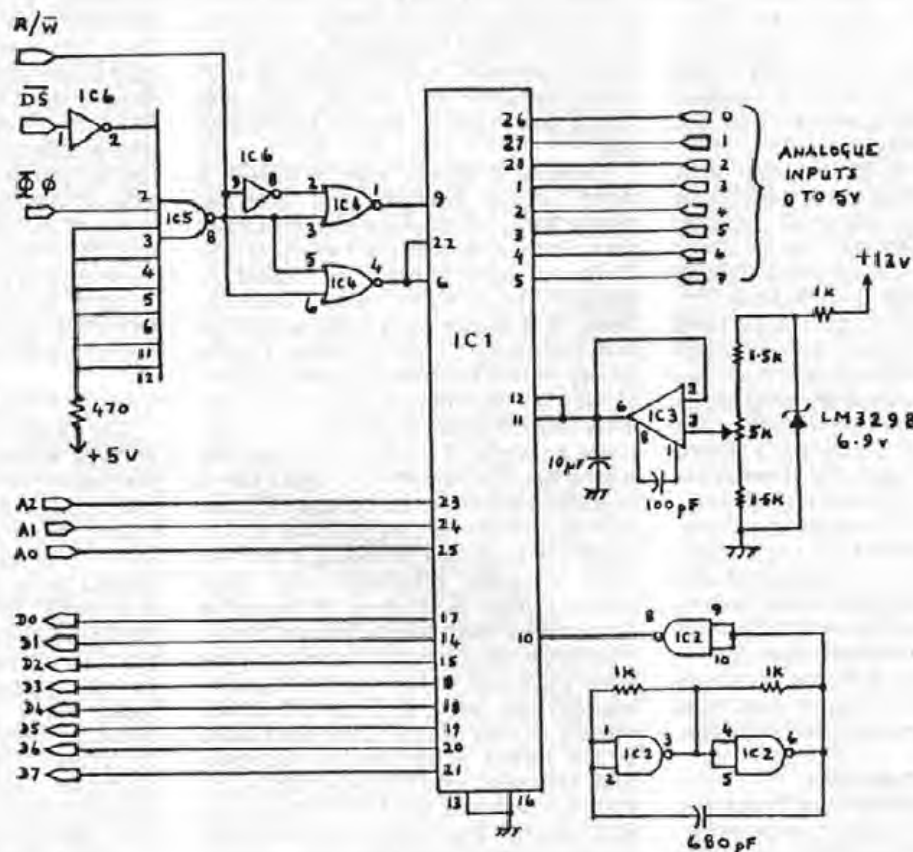 R/W̅
D̅S̅
IC6
1
2
Φ̅ φ
2
IC5
8
3
4
5
6
11
12
470
+5V
IC6
9
8
2
3
IC4
1
5
6
IC4
4
9
22
6
IC1
26
27
28
1
2
3
4
5
0
1
2
3
4
5
6
7
ANALOGUE
INPUTS
0 TO 5V
+12V
1K
1.5K
5K
1.5K
LM329B
6.9V
12
11
6
IC3
2
3
8
1
10µF
100pF
A2
A1
A0
23
24
25
D0
D1
D2
D3
D4
D5
D6
D7
17
14
15
8
18
19
20
21
10
8
IC2
9
10
1K
1K
1
2
IC2
3
4
5
IC2
6
680pF
13
16